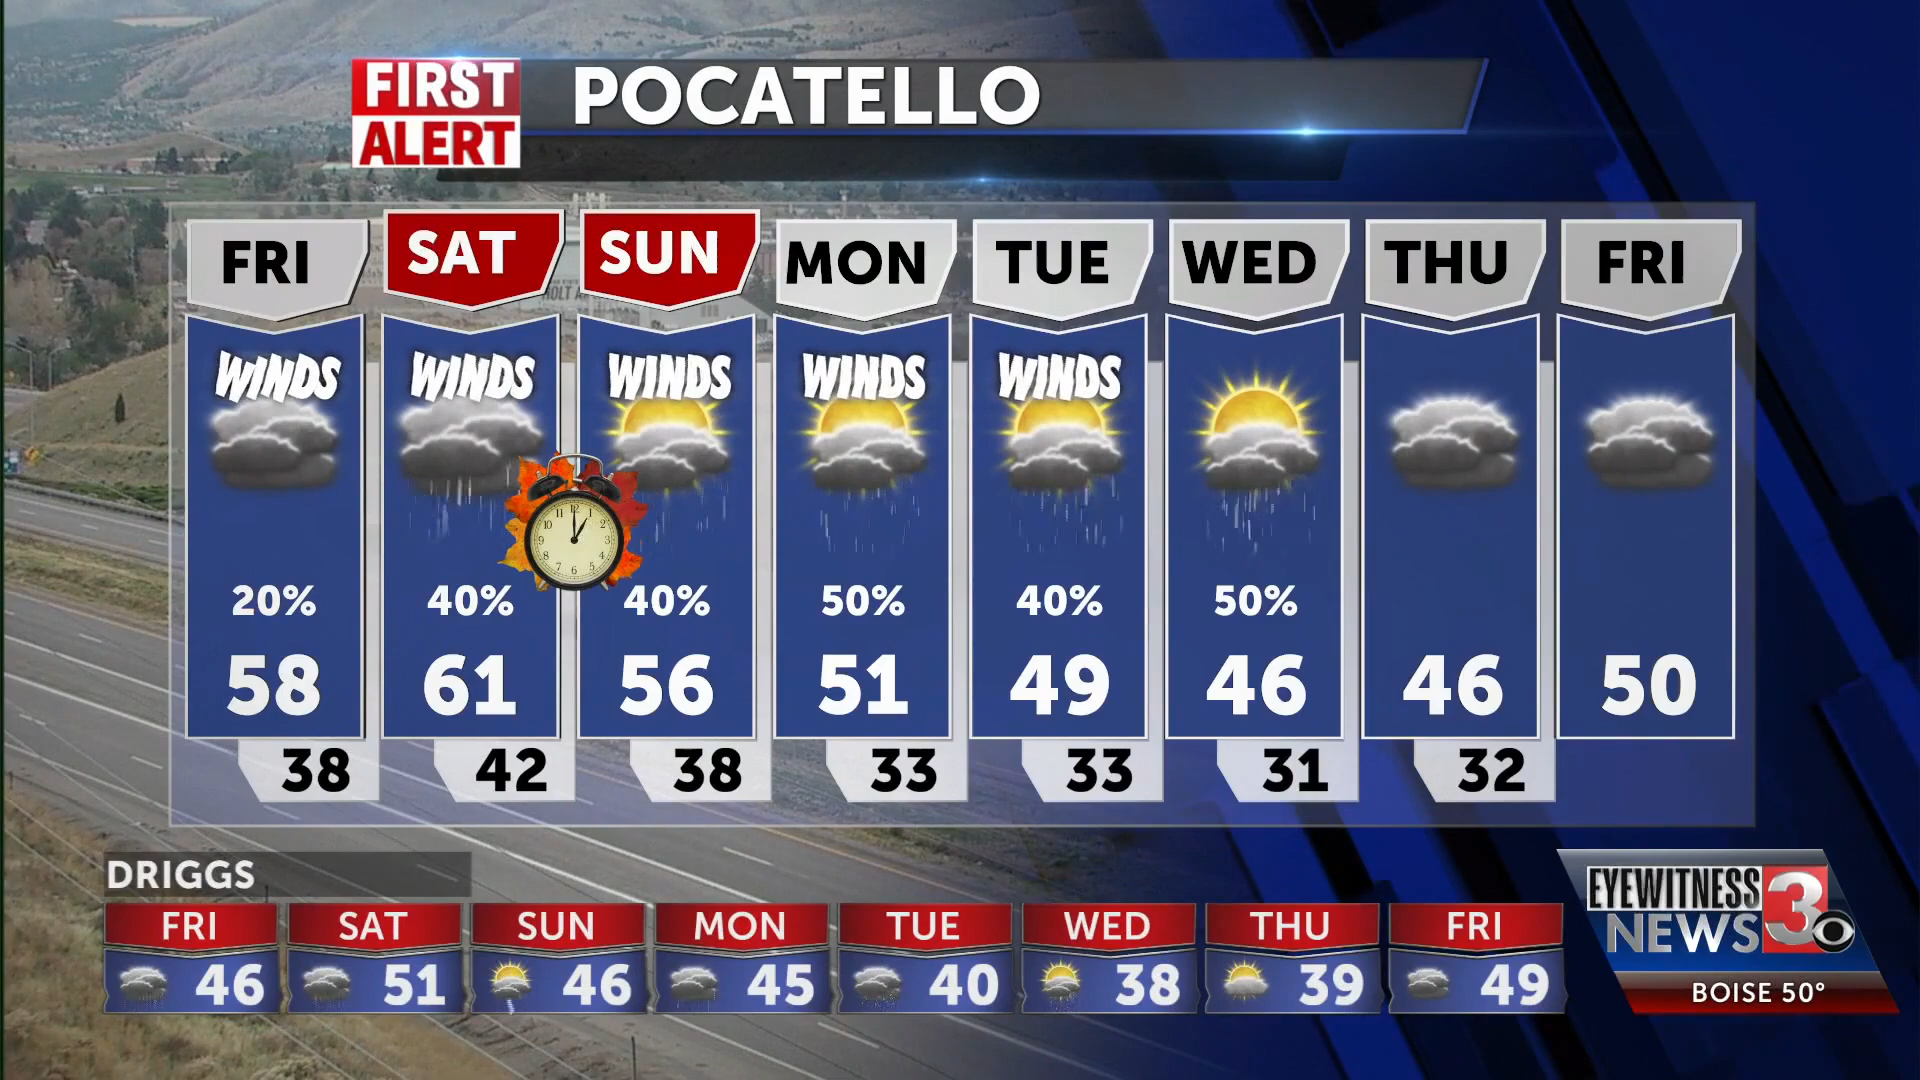 FIRST
ALERT
POCATELLO
FRI SAT SUN MON TUE WED THU FRI
WINDS WINDS WINDS WINDS WINDS
20% 40% 40% 50% 40% 50%
58 61 56 51 49 46 46 50
38 42 38 33 33 31 32
DRIGGS
FRI SAT SUN MON TUE WED THU FRI
46 51 46 45 40 38 39 49
EYEWITNESS
NEWS 3
BOISE 50°